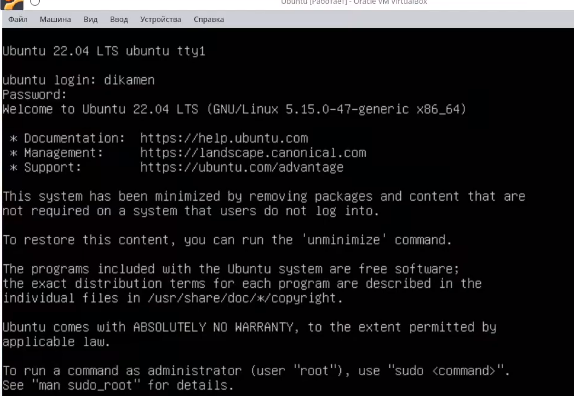 Ubuntu [Работает] - Oracle VM VirtualBox
Файл Машина Вид Ввод Устройства Справка
Ubuntu 22.04 LTS ubuntu tty1
ubuntu login: dikamen
Password:
Welcome to Ubuntu 22.04 LTS (GNU/Linux 5.15.0-47-generic x86_64)
* Documentation: https://help.ubuntu.com
* Management: https://landscape.canonical.com
* Support: https://ubuntu.com/advantage
This system has been minimized by removing packages and content that are
not required on a system that users do not log into.
To restore this content, you can run the 'unminimize' command.
The programs included with the Ubuntu system are free software;
the exact distribution terms for each program are described in the
individual files in /usr/share/doc/*/copyright.
Ubuntu comes with ABSOLUTELY NO WARRANTY, to the extent permitted by
applicable law.
To run a command as administrator (user "root"), use "sudo <command>".
See "man sudo_root" for details.